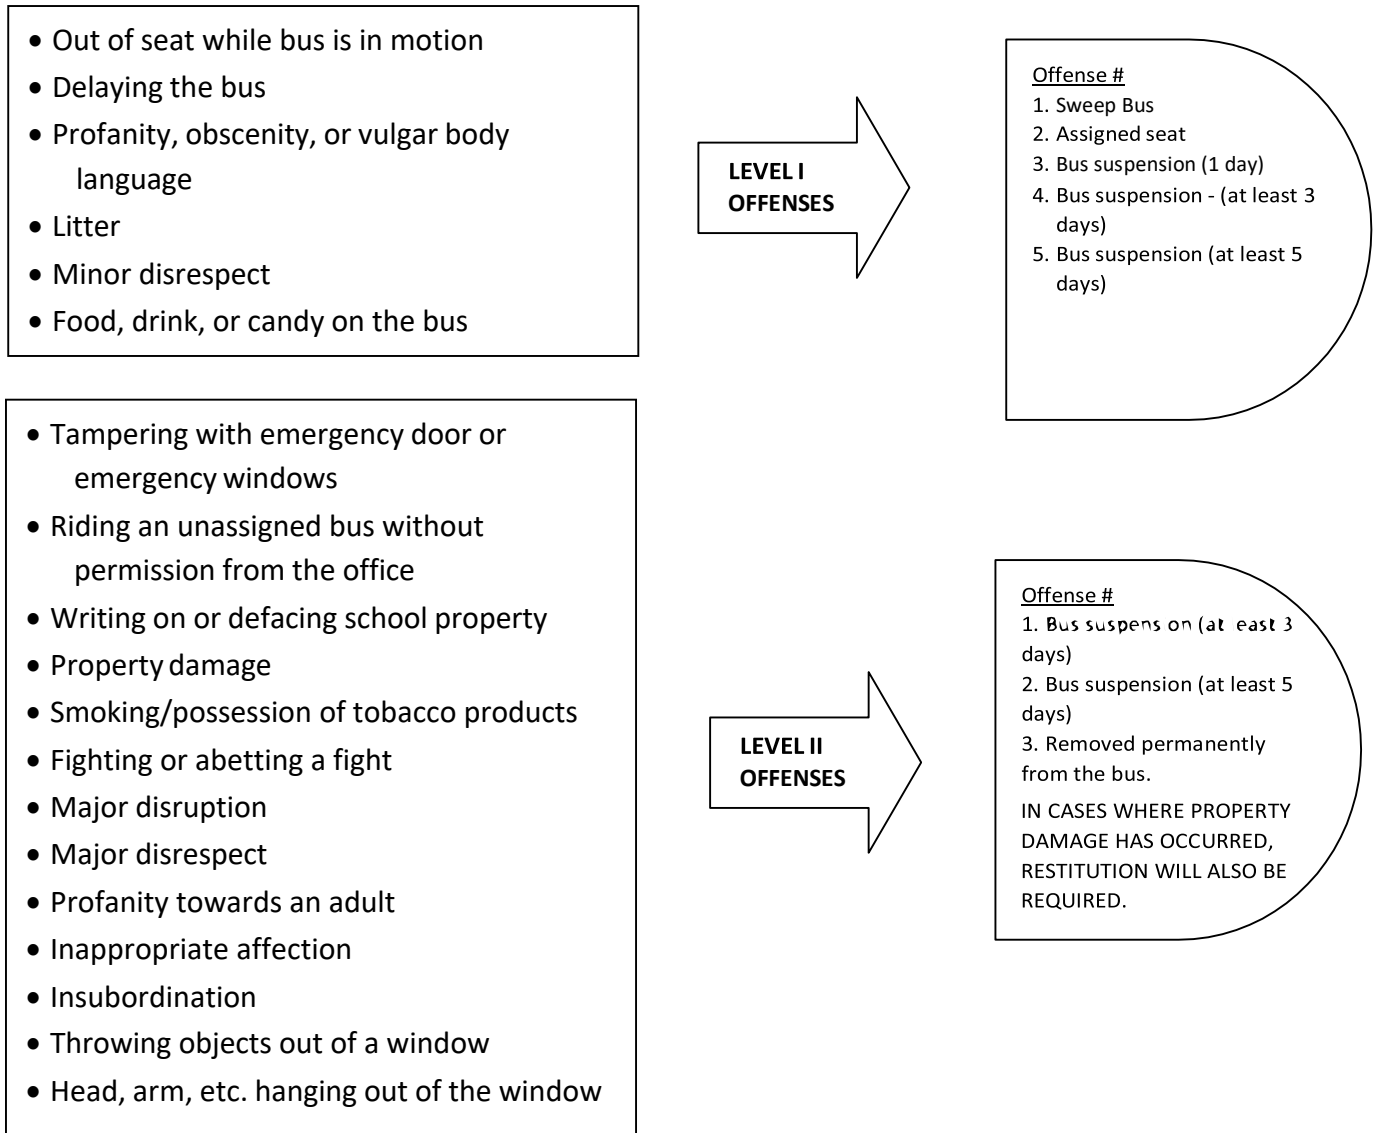 • Out of seat while bus is in motion
• Delaying the bus
• Profanity, obscenity, or vulgar body
language
• Litter
• Minor disrespect
• Food, drink, or candy on the bus
LEVEL I
OFFENSES
Offense #
1. Sweep Bus
2. Assigned seat
3. Bus suspension (1 day)
4. Bus suspension - (at least 3
days)
5. Bus suspension (at least 5
days)
• Tampering with emergency door or
emergency windows
• Riding an unassigned bus without
permission from the office
• Writing on or defacing school property
• Property damage
• Smoking/possession of tobacco products
• Fighting or abetting a fight
• Major disruption
• Major disrespect
• Profanity towards an adult
• Inappropriate affection
• Insubordination
• Throwing objects out of a window
• Head, arm, etc. hanging out of the window
LEVEL II
OFFENSES
Offense #
1. Bus suspens on (at  east 3
days)
2. Bus suspension (at least 5
days)
3. Removed permanently
from the bus.
IN CASES WHERE PROPERTY
DAMAGE HAS OCCURRED,
RESTITUTION WILL ALSO BE
REQUIRED.